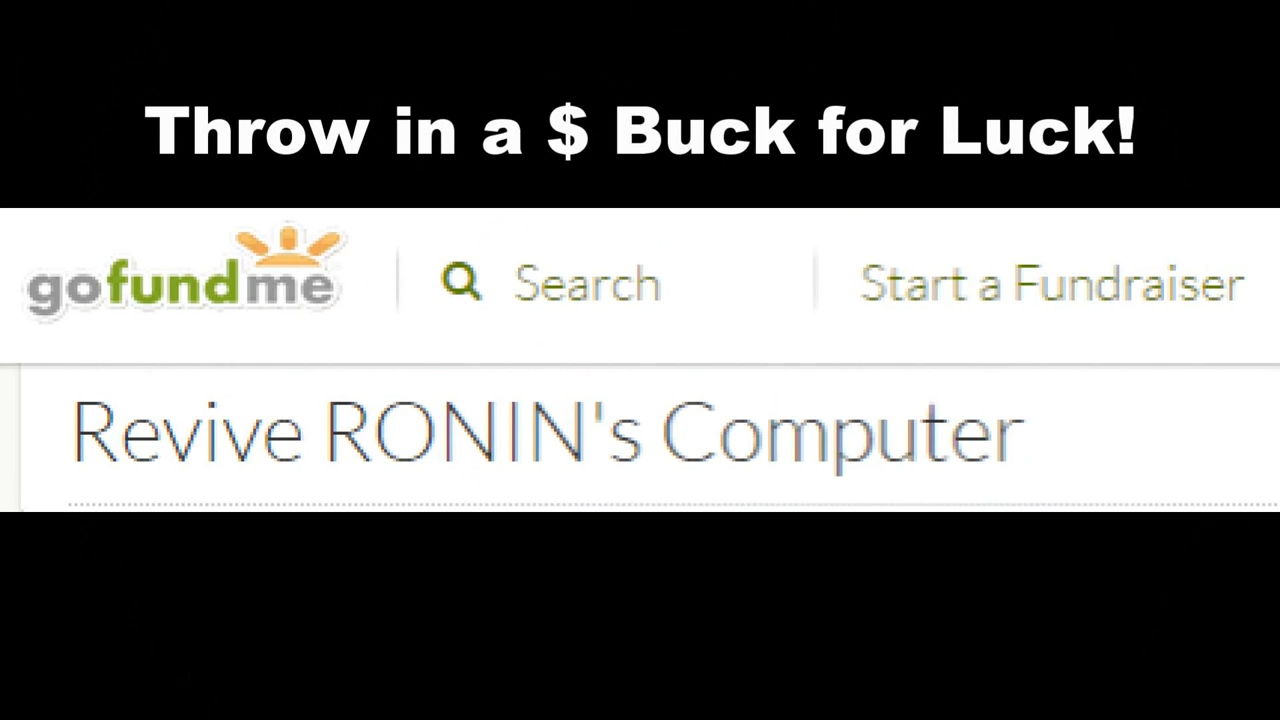 Throw in a $ Buck for Luck!
gofundme Search Start a Fundraiser
Revive RONIN's Computer